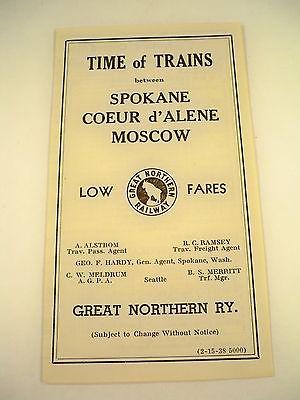 TIME of TRAINS
between
SPOKANE
COEUR d'ALENE
MOSCOW
LOW FARES
GREAT NORTHERN
RAILWAY
A. ALSTROM B. C. RAMSEY
Trav. Pass. Agent Trav. Freight Agent
GEO. F. HARDY, Gen. Agent, Spokane, Wash.
C. W. MELDRUM B. S. MERRITT
A. G. P. A. Seattle Trf. Mgr.
GREAT NORTHERN RY.
(Subject to Change Without Notice)
(2-15-38 5000)